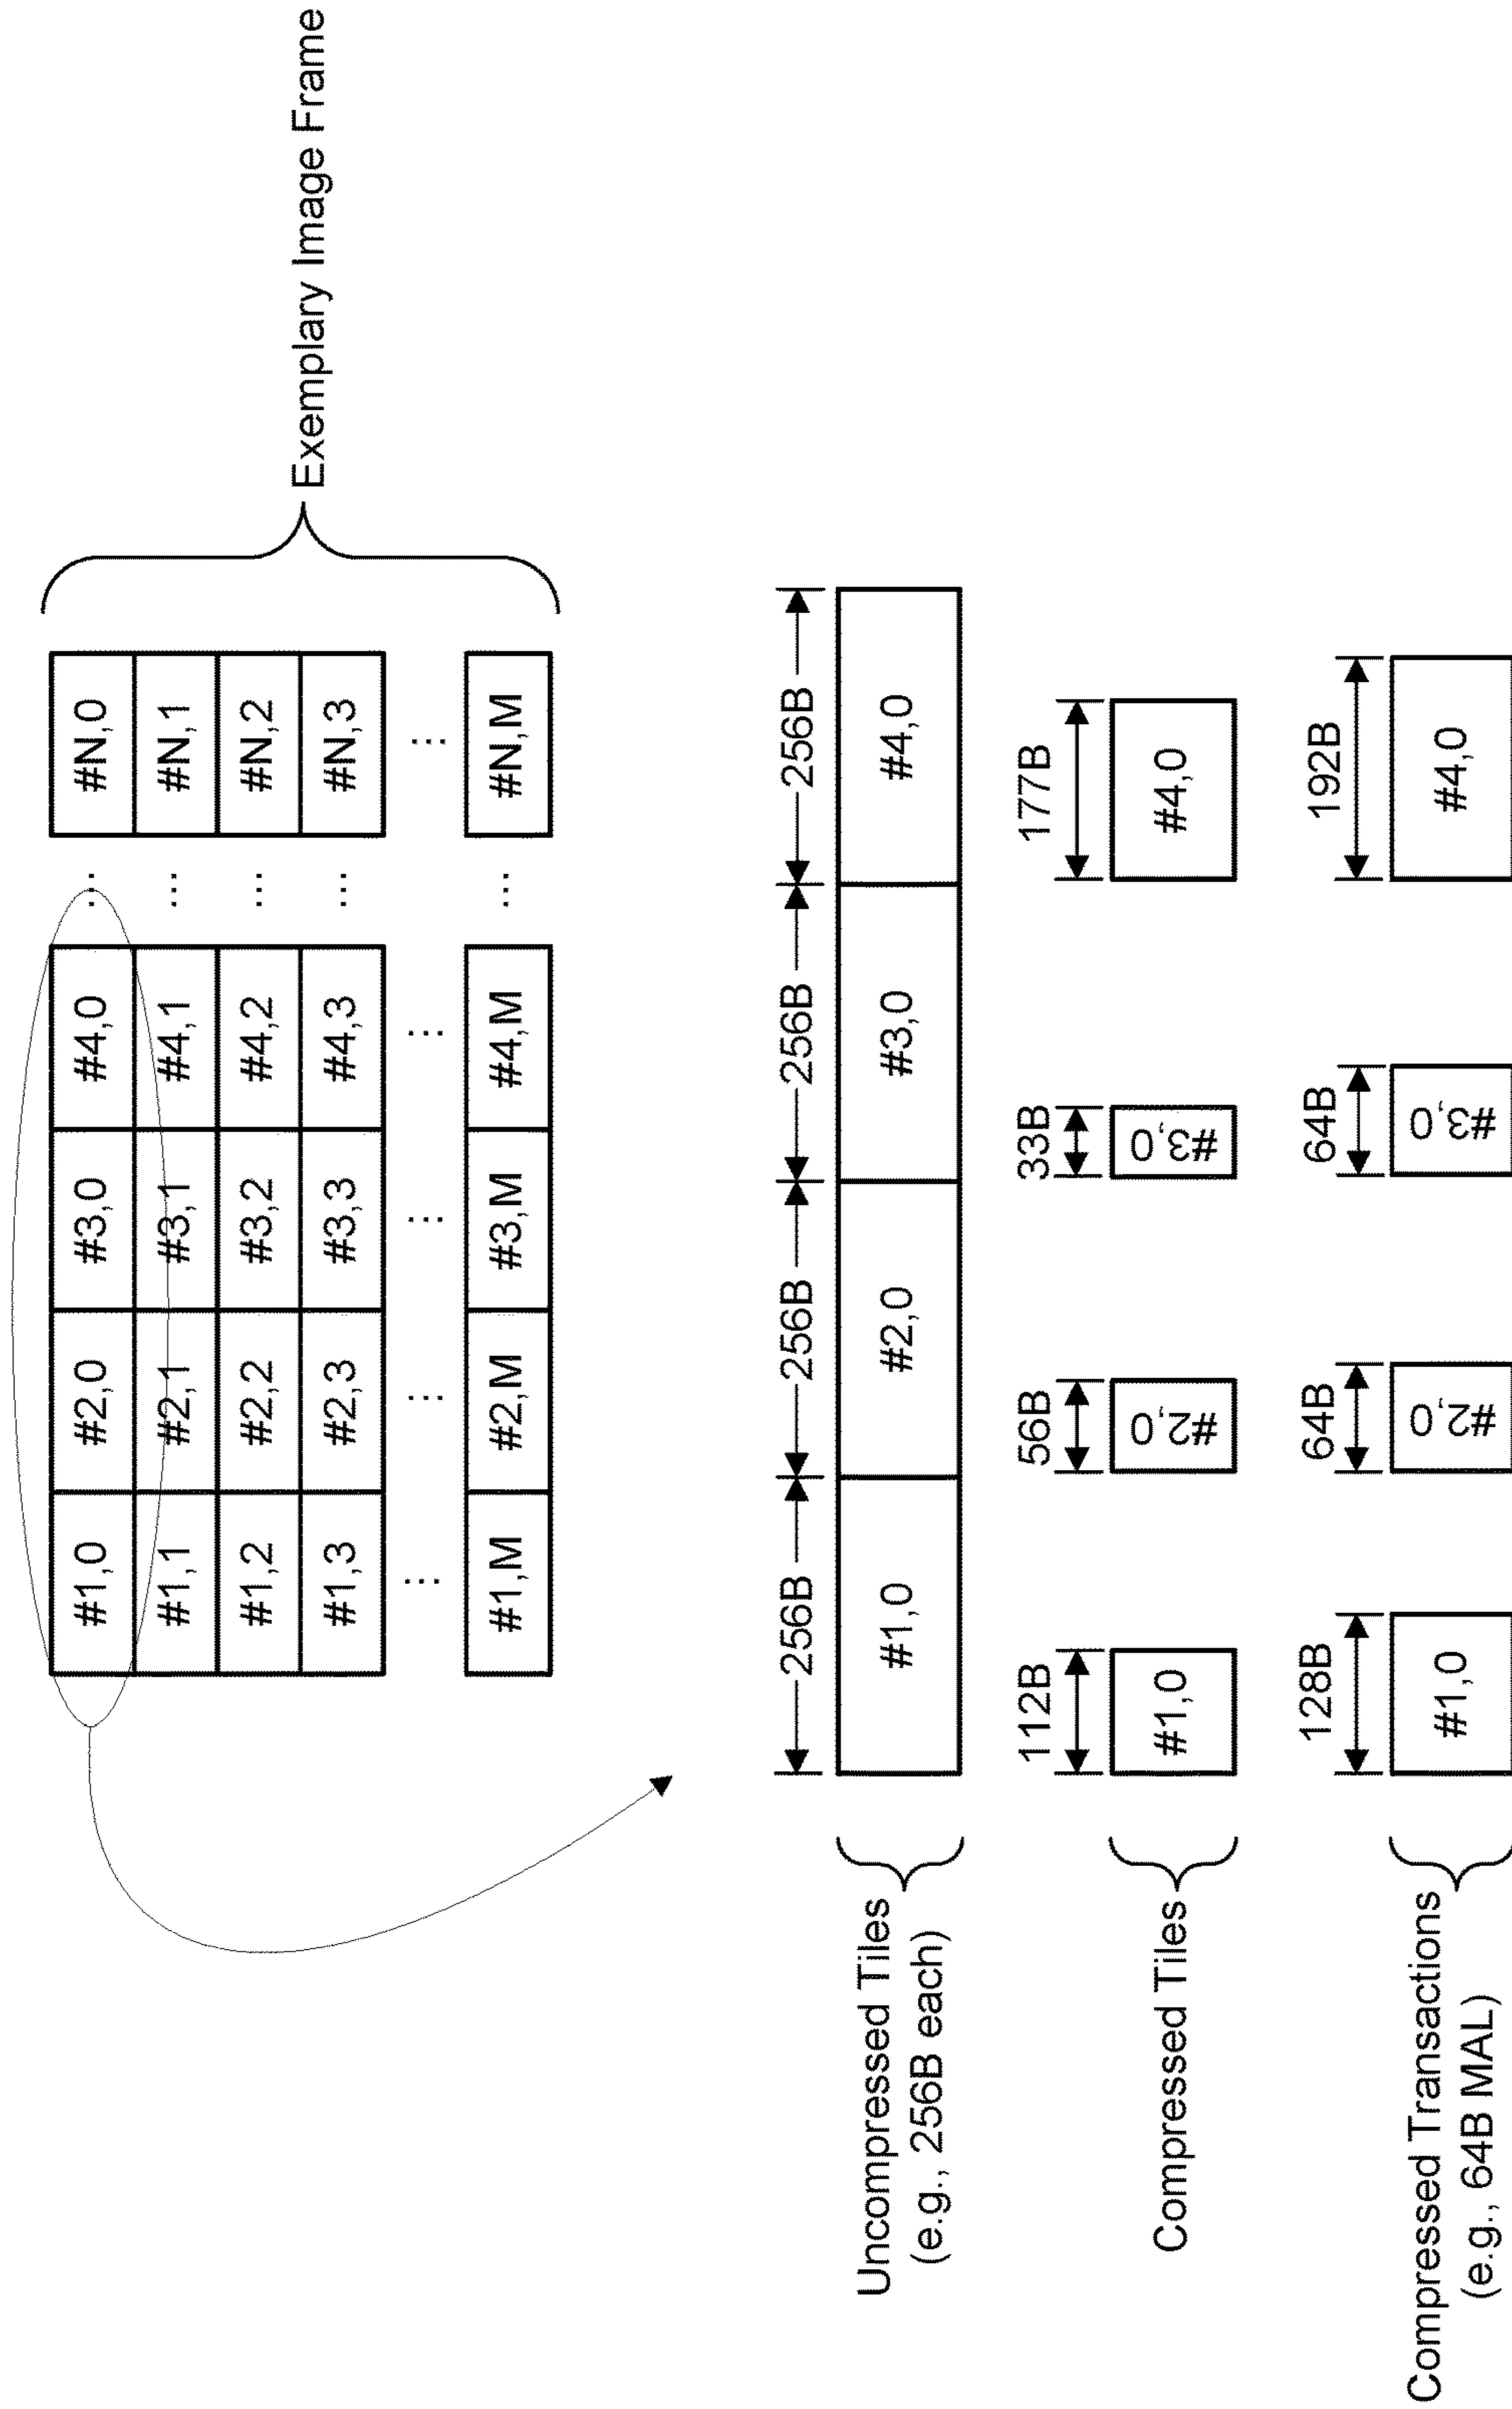 #1,0 #2,0 #3,0 #4,0 ... #N,0
#1,1 #2,1 #3,1 #4,1 ... #N,1
#1,2 #2,2 #3,2 #4,2 ... #N,2
#1,3 #2,3 #3,3 #4,3 ... #N,3
... ... ... ... ...
#1,M #2,M #3,M #4,M ... #N,M
Exemplary Image Frame
256B 256B 256B 256B
Uncompressed Tiles
(e.g., 256B each)
#1,0 #2,0 #3,0 #4,0
112B 56B 33B 177B
Compressed Tiles
#1,0 #2,0 #3,0 #4,0
128B 64B 64B 192B
Compressed Transactions
(e.g., 64B MAL)
#1,0 #2,0 #3,0 #4,0